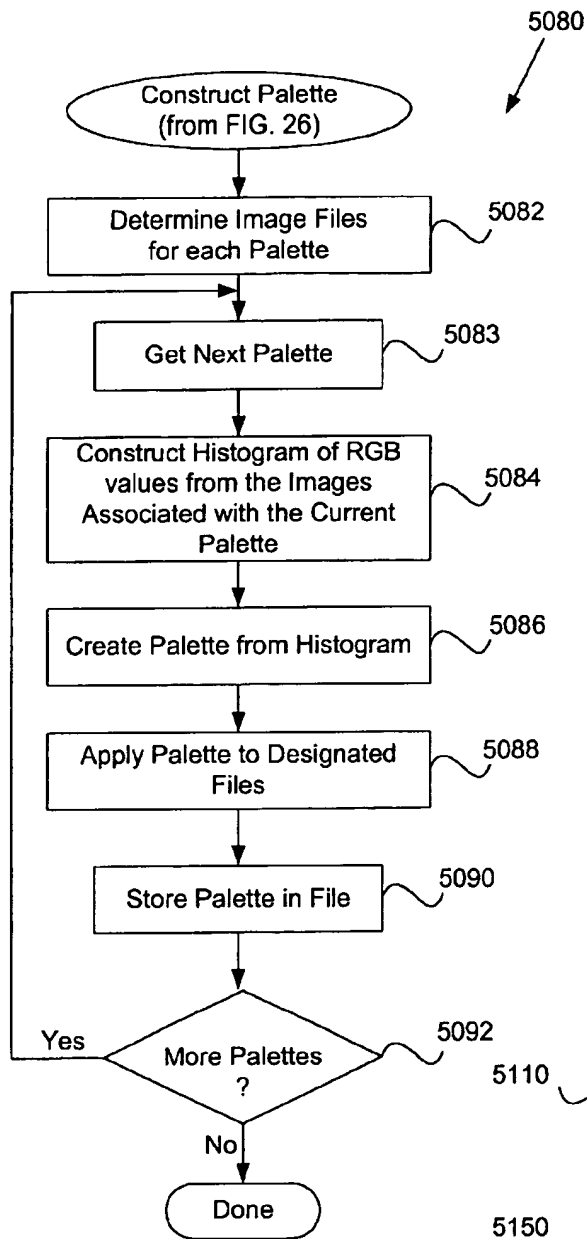 5080
Construct Palette
(from FIG. 26)
Determine Image Files
for each Palette
5082
Get Next Palette
5083
Construct Histogram of RGB
values from the Images
Associated with the Current
Palette
5084
Create Palette from Histogram
5086
Apply Palette to Designated
Files
5088
Store Palette in File
5090
Yes
More Palettes
?
5092
5110
No
Done
5150